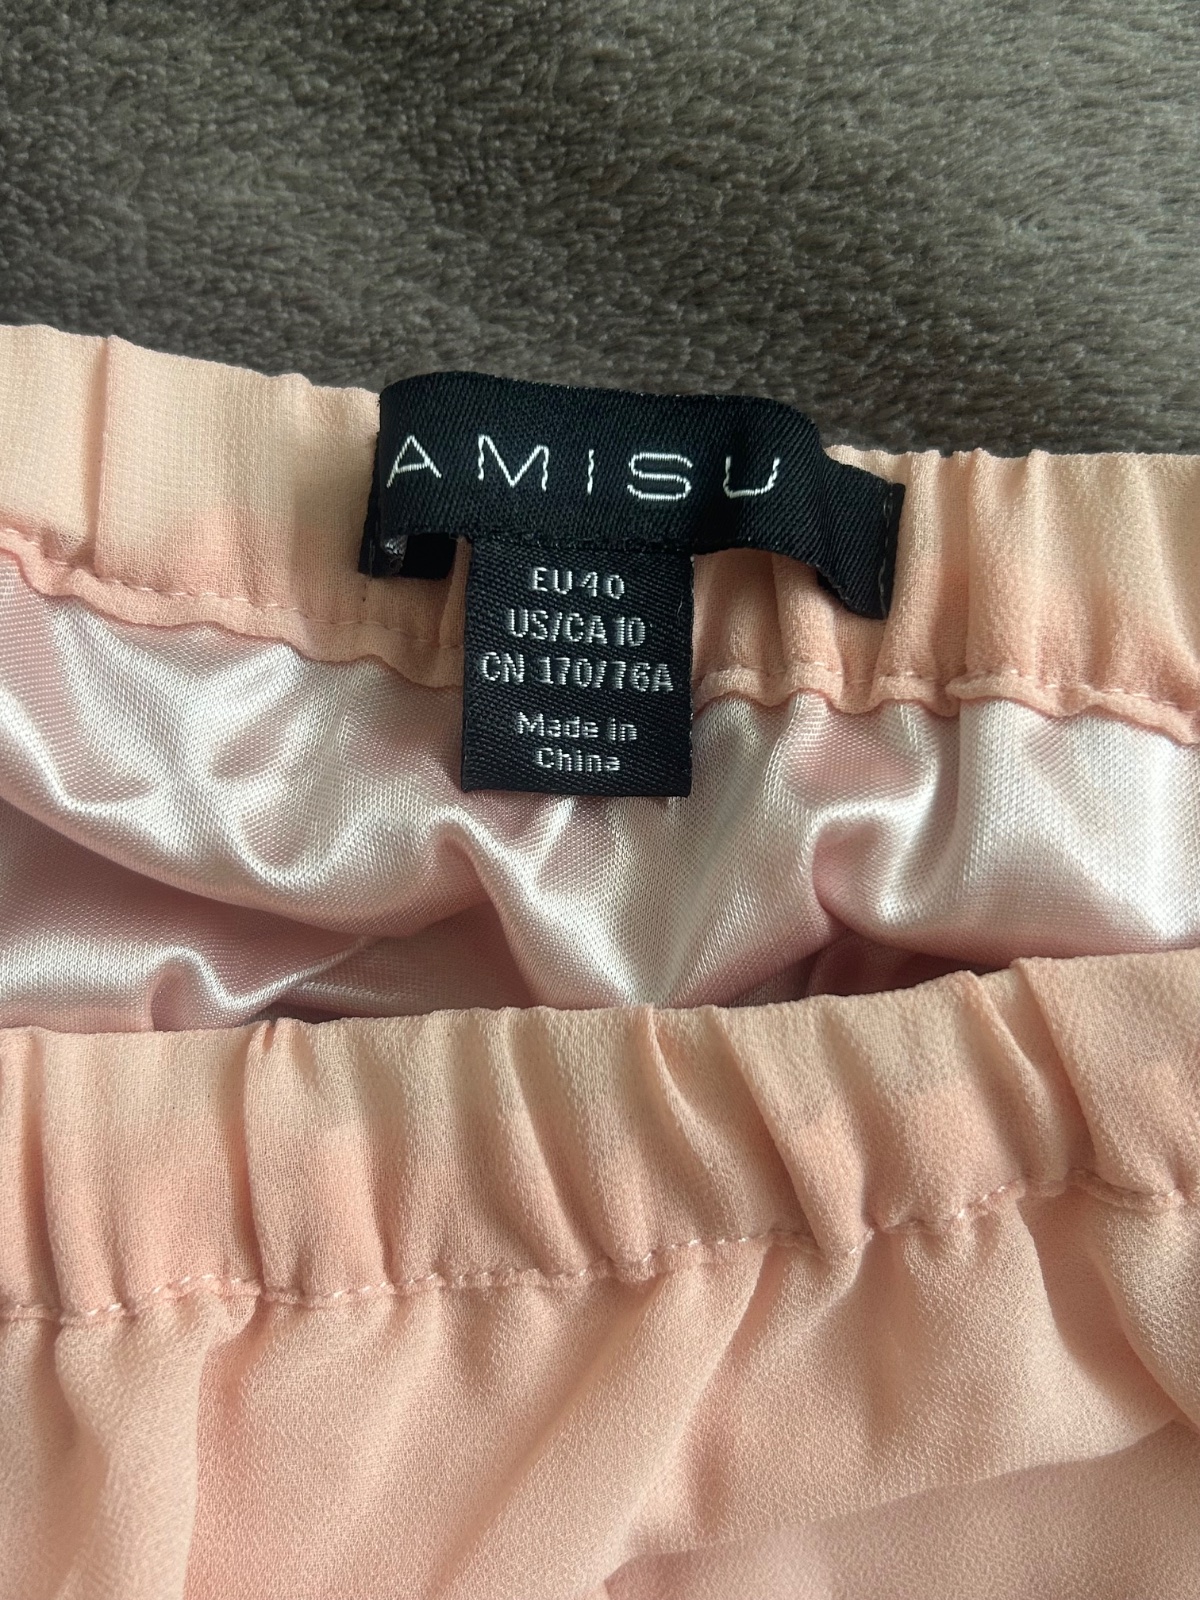 AMISU
EU 40
US/CA 10
CN 170/76A
Made in
China